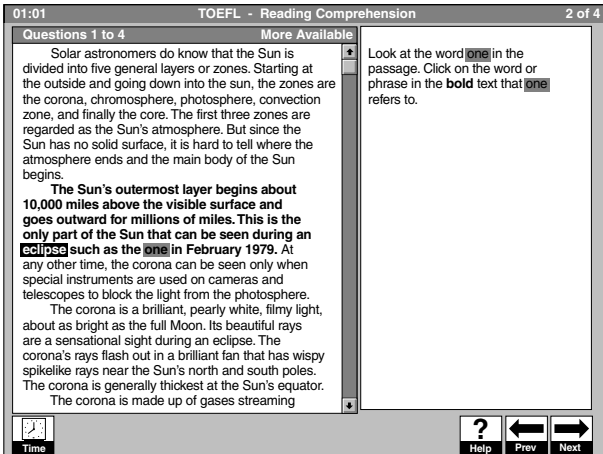 01:01 TOEFL - Reading Comprehension 2 of 4
Questions 1 to 4 More Available
Solar astronomers do know that the Sun is
divided into five general layers or zones. Starting at
the outside and going down into the sun, the zones are
the corona, chromosphere, photosphere, convection
zone, and finally the core. The first three zones are
regarded as the Sun's atmosphere. But since the
Sun has no solid surface, it is hard to tell where the
atmosphere ends and the main body of the Sun
begins.
The Sun's outermost layer begins about
10,000 miles above the visible surface and
goes outward for millions of miles. This is the
only part of the Sun that can be seen during an
eclipse such as the one in February 1979. At
any other time, the corona can be seen only when
special instruments are used on cameras and
telescopes to block the light from the photosphere.
The corona is a brilliant, pearly white, filmy light,
about as bright as the full Moon. Its beautiful rays
are a sensational sight during an eclipse. The
corona's rays flash out in a brilliant fan that has wispy
spikelike rays near the Sun's north and south poles.
The corona is generally thickest at the Sun's equator.
The corona is made up of gases streaming
Look at the word one in the
passage. Click on the word or
phrase in the bold text that one
refers to.
Time
?
Help Prev Next